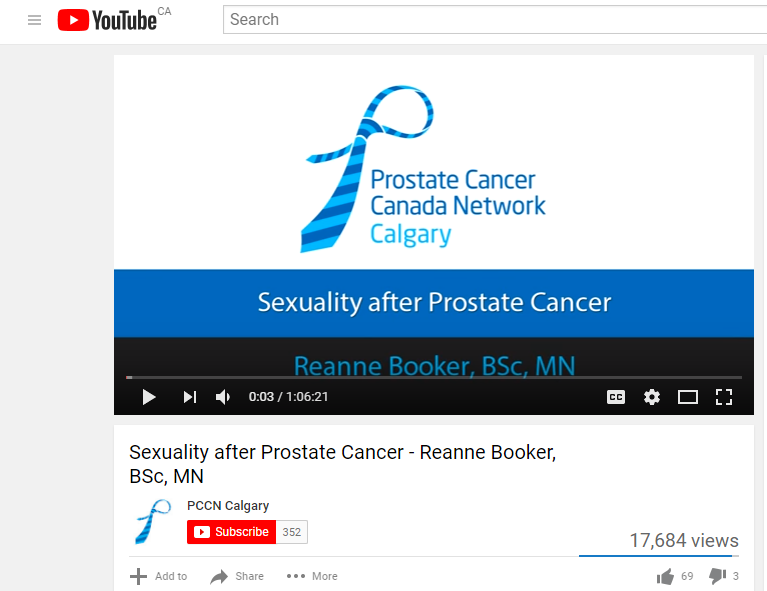 YouTube CA
Search
Prostate Cancer
Canada Network
Calgary
Sexuality after Prostate Cancer
Reanne Booker, BSc, MN
0:03 / 1:06:21
CC
Sexuality after Prostate Cancer - Reanne Booker,
BSc, MN
PCCN Calgary
Subscribe 352
17,684 views
Add to Share More
69 3